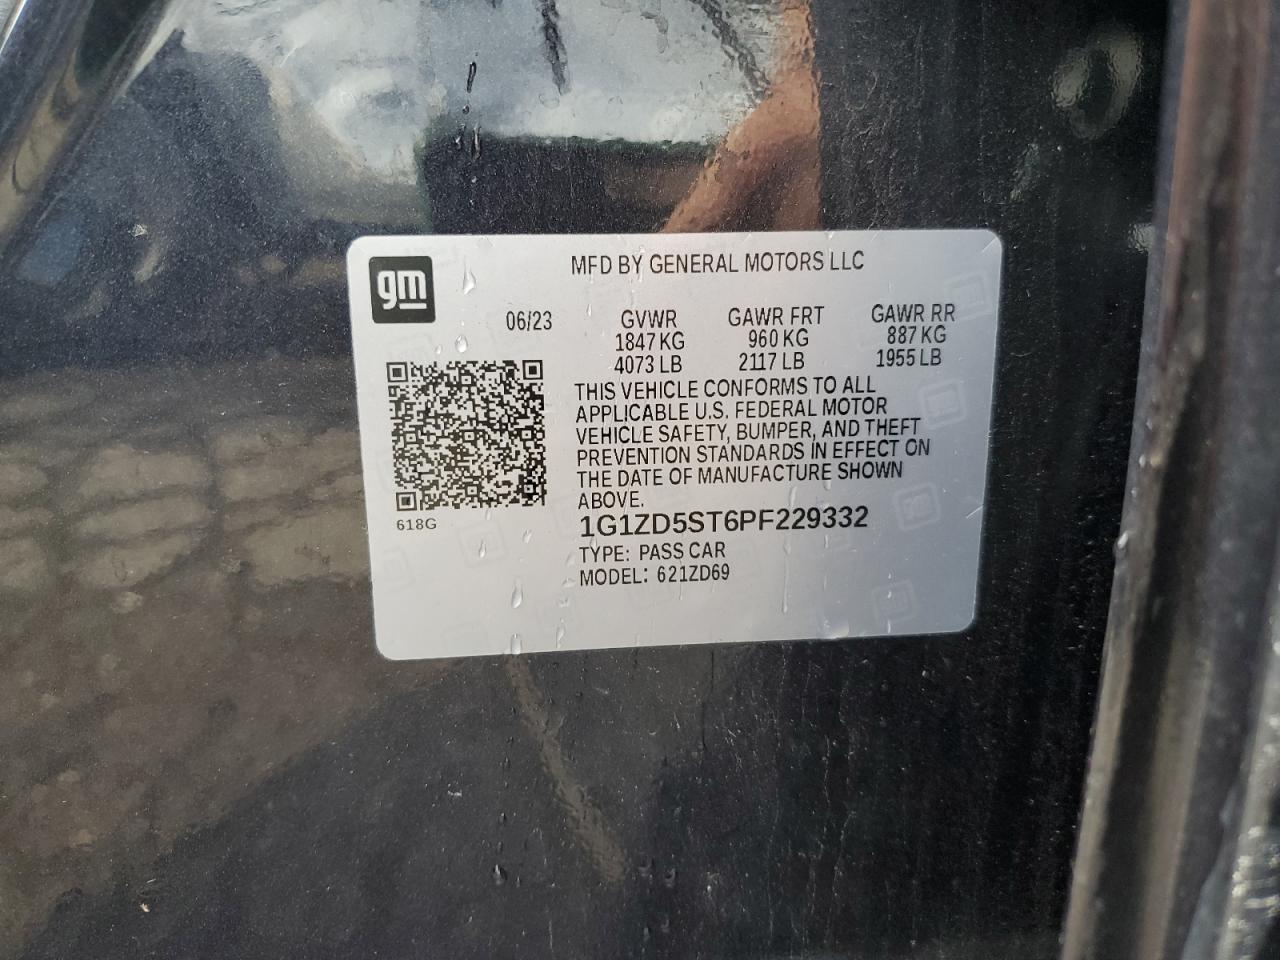 gm
MFD BY GENERAL MOTORS LLC
06/23 GVWR GAWR FRT GAWR RR
1847 KG 960 KG 887 KG
4073 LB 2117 LB 1955 LB
THIS VEHICLE CONFORMS TO ALL
APPLICABLE U.S. FEDERAL MOTOR
VEHICLE SAFETY, BUMPER, AND THEFT
PREVENTION STANDARDS IN EFFECT ON
THE DATE OF MANUFACTURE SHOWN
ABOVE.
618G
1G1ZD5ST6PF229332
TYPE: PASS CAR
MODEL: 621ZD69